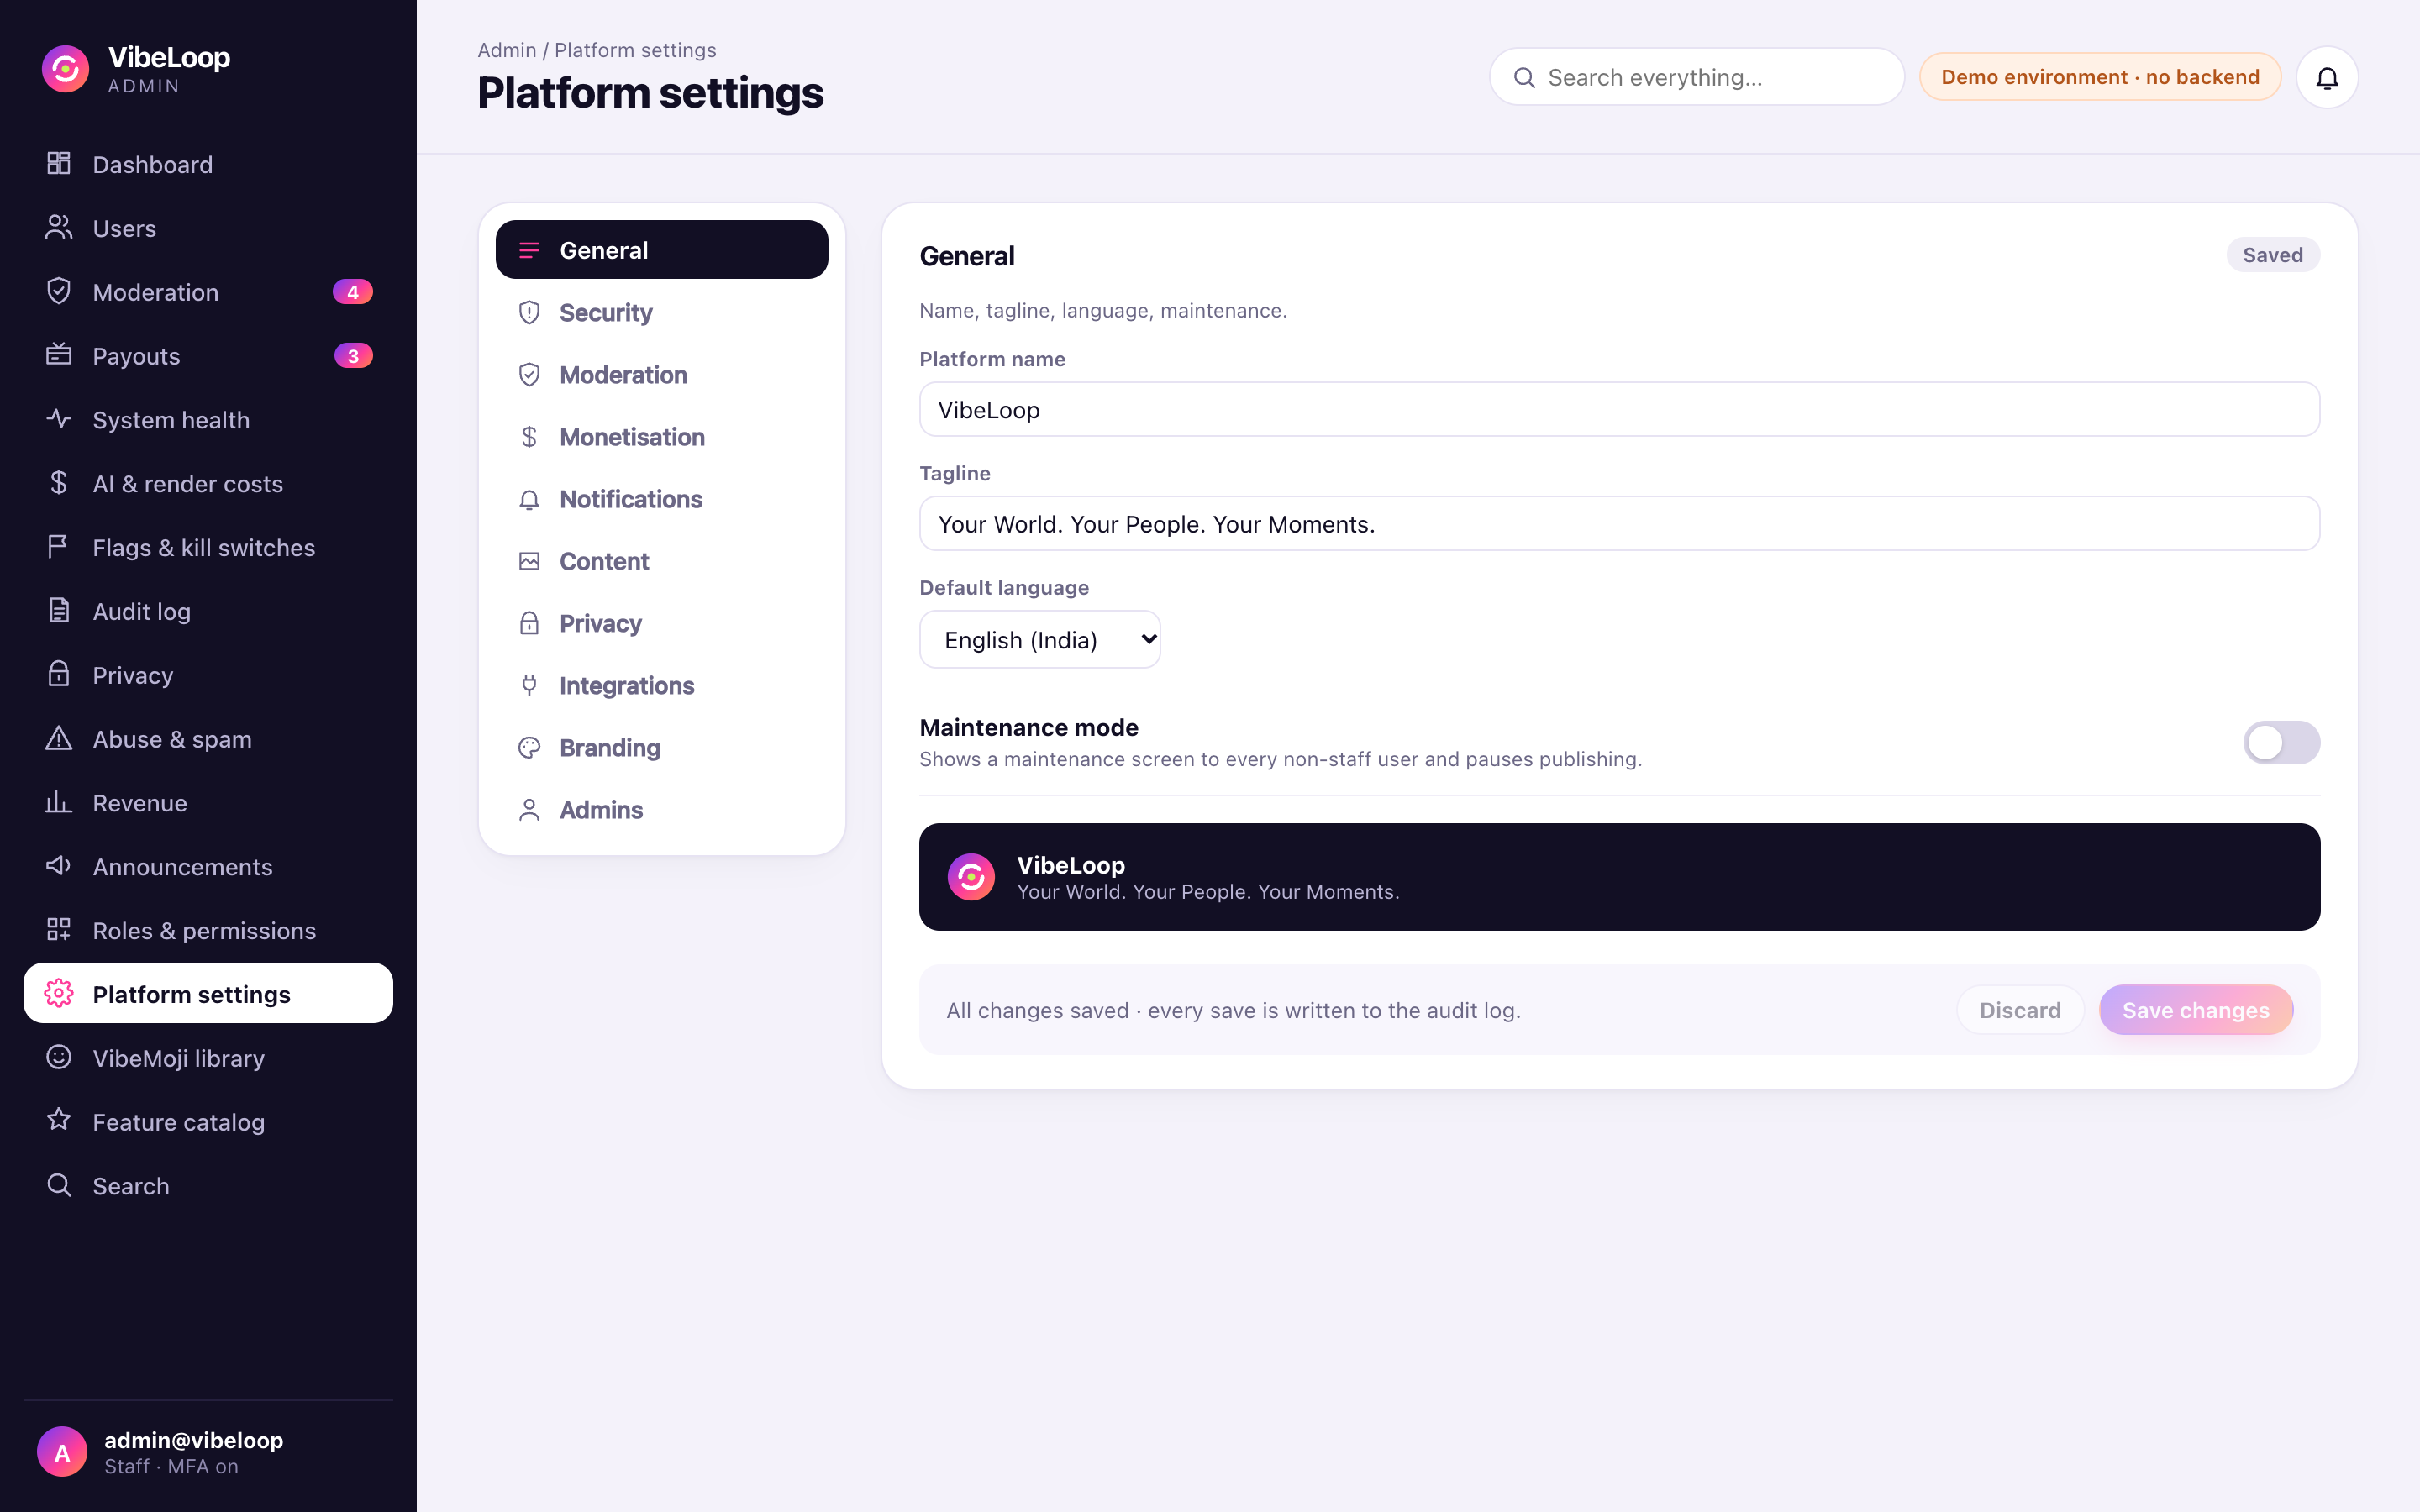 VibeLoop
ADMIN
Dashboard
Users
Moderation 4
Payouts 3
System health
AI & render costs
Flags & kill switches
Audit log
Privacy
Abuse & spam
Revenue
Announcements
Roles & permissions
Platform settings
VibeMoji library
Feature catalog
Search
A
admin@vibeloop
Staff · MFA on
Admin / Platform settings
Platform settings
Search everything...
Demo environment · no backend
General
Security
Moderation
Monetisation
Notifications
Content
Privacy
Integrations
Branding
Admins
General
Saved
Name, tagline, language, maintenance.
Platform name
VibeLoop
Tagline
Your World. Your People. Your Moments.
Default language
English (India)
Maintenance mode
Shows a maintenance screen to every non-staff user and pauses publishing.
VibeLoop
Your World. Your People. Your Moments.
All changes saved · every save is written to the audit log.
Discard
Save changes